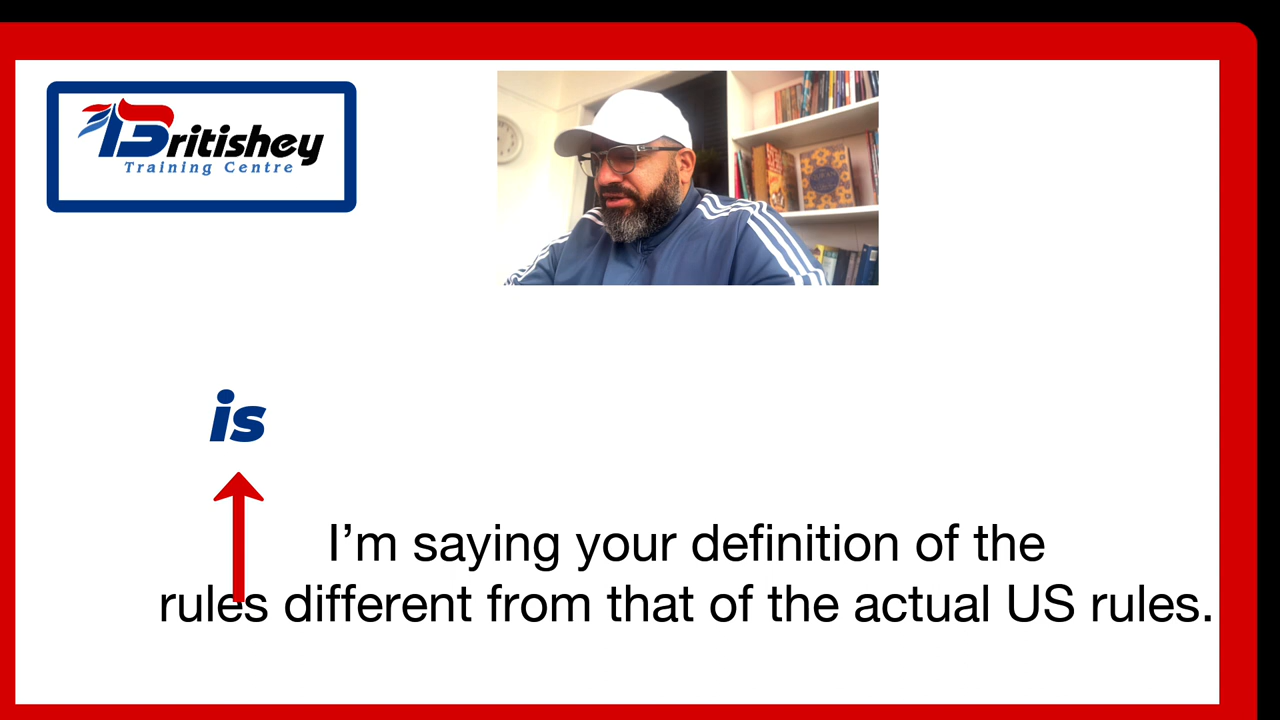 Britishey
Training Centre
is
I’m saying your definition of the
rules different from that of the actual US rules.